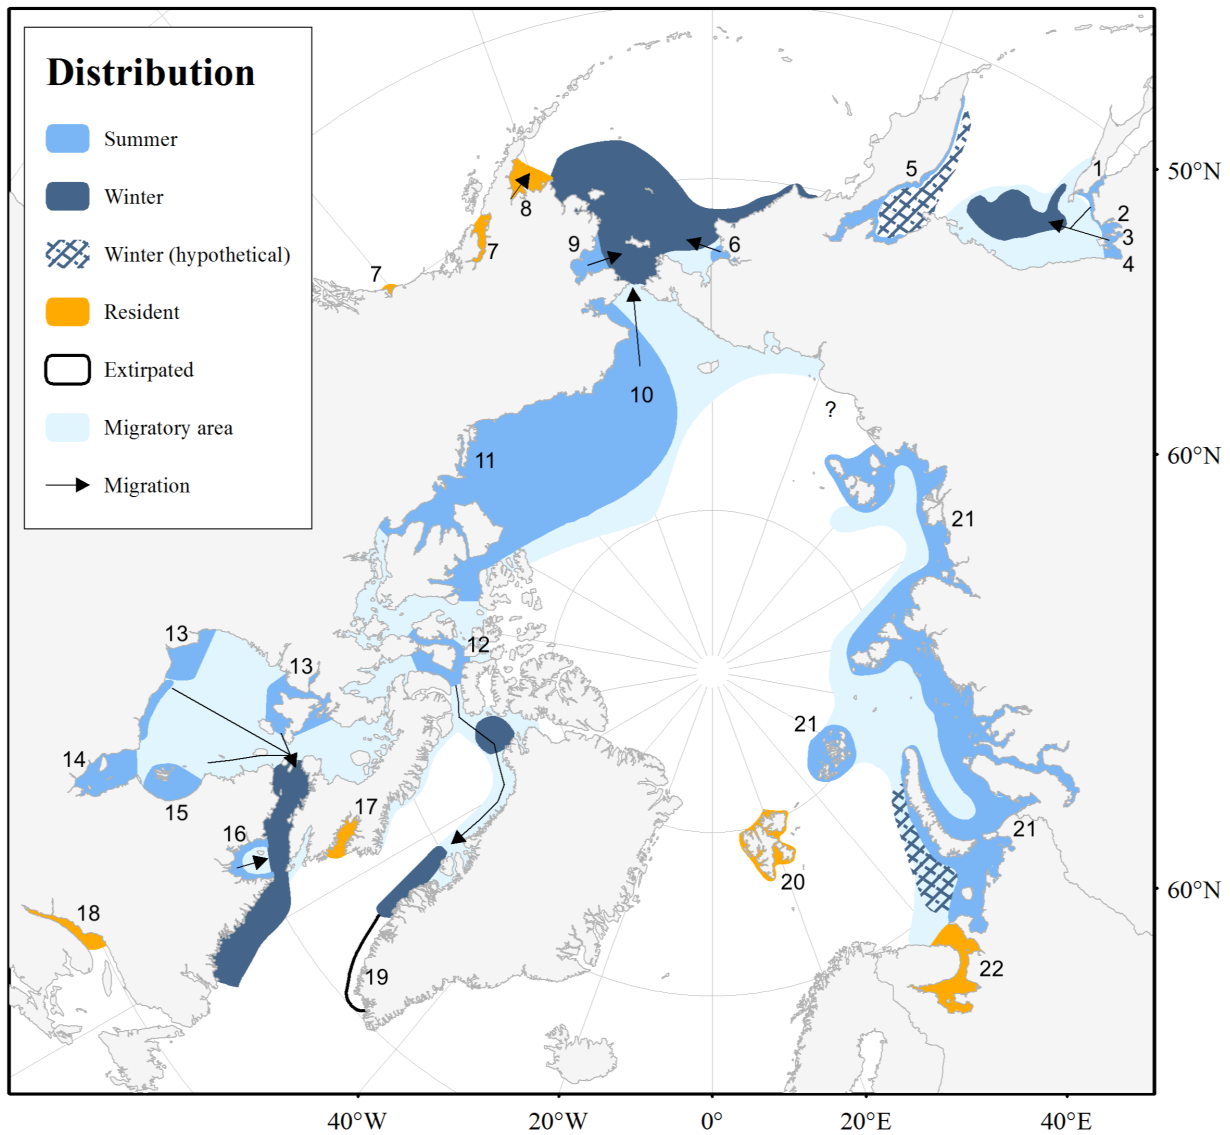 Distribution
Summer
Winter
Winter (hypothetical)
Resident
Extirpated
Migratory area
Migration
1
5
50°N
8
2
9
7
6
3
4
7
10
?
11
60°N
21
13
12
13
21
14
15
17
16
21
20
60°N
18
22
19
40°W
20°W
0°
20°E
40°E